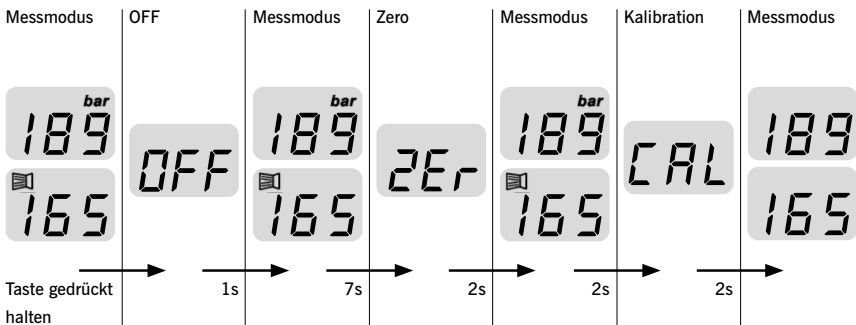 Messmodus OFF Messmodus Zero Messmodus Kalibration Messmodus
bar bar bar
189 189 189 189
OFF 2Er CAL
165 165 165 165
Taste gedrückt 1s 7s 2s 2s 2s
halten